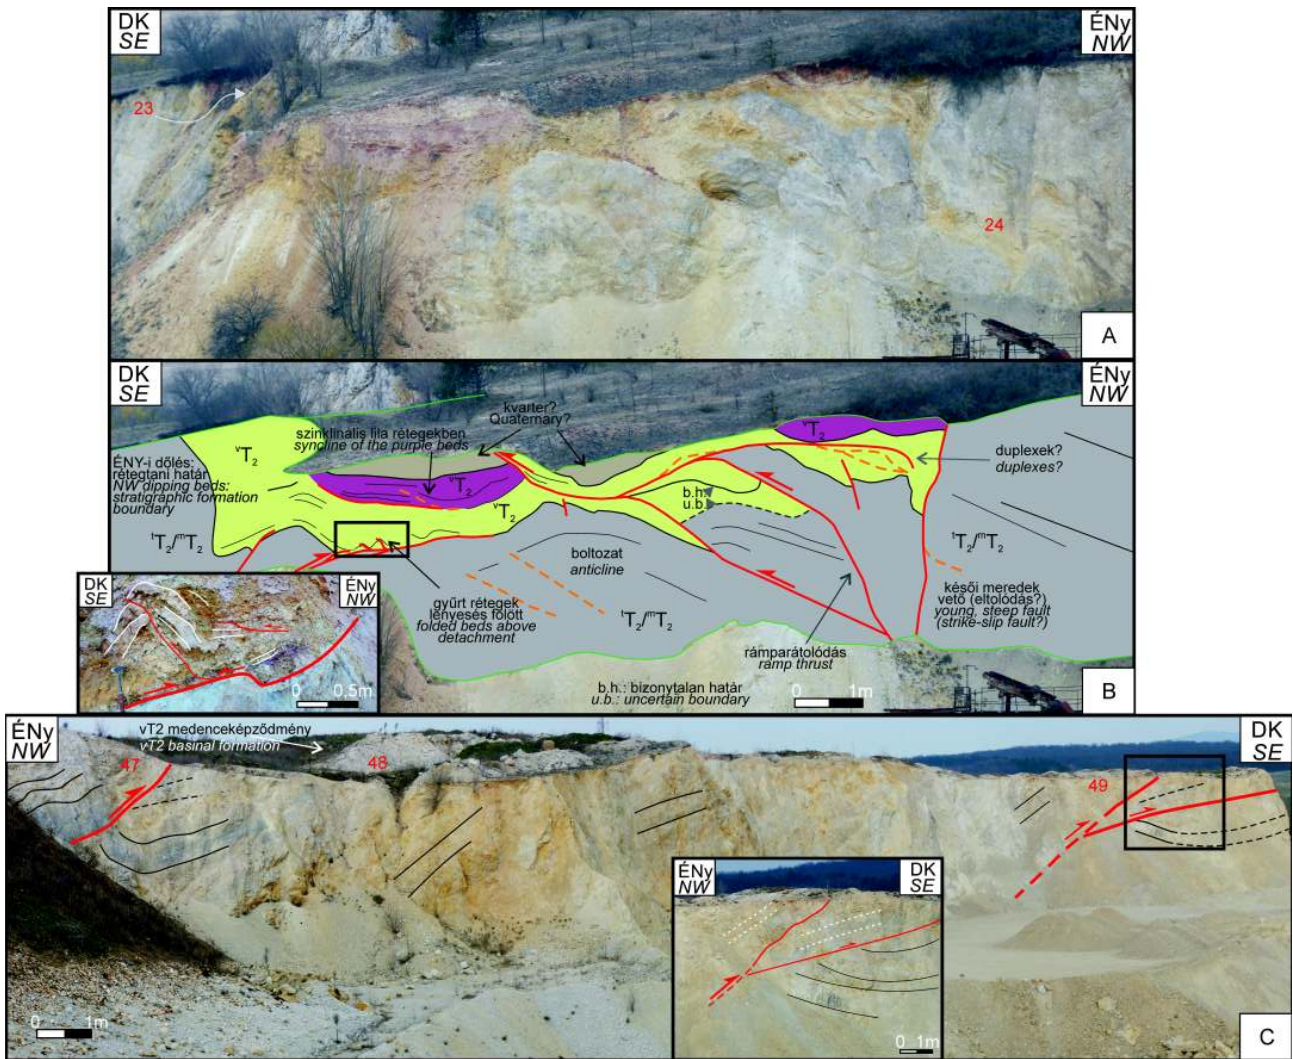 DK
SE
ÉNy
NW
23
24
A
DK
SE
ÉNy
NW
kvarter?
Quaternary?
szinklinális lila rétegekben
syncline of the purple beds
ᵛT₂
ᵛT₂
duplexek?
duplexes?
ÉNY-i dőlés:
rétegtani határ
NW dipping beds:
stratigraphic formation
boundary
ᵛT₂
ᵛT₂
b.h.
u.b.
ᵗT₂/ᵐT₂
ᵗT₂/ᵐT₂
boltozat
anticline
gyűrt rétegek
lenyesés fölött
folded beds above
detachment
ᵗT₂/ᵐT₂
késői meredek
vető (eltolódás?)
young, steep fault
(strike-slip fault?)
rámparátolódás
ramp thrust
b.h.: bizonytalan határ
u.b.: uncertain boundary
0 1m
B
DK
SE
ÉNy
NW
0 0.5m
ÉNy
NW
vT2 medenceképződmény
vT2 basinal formation
DK
SE
47
48
49
ÉNy
NW
DK
SE
0 1m
0 1m
C